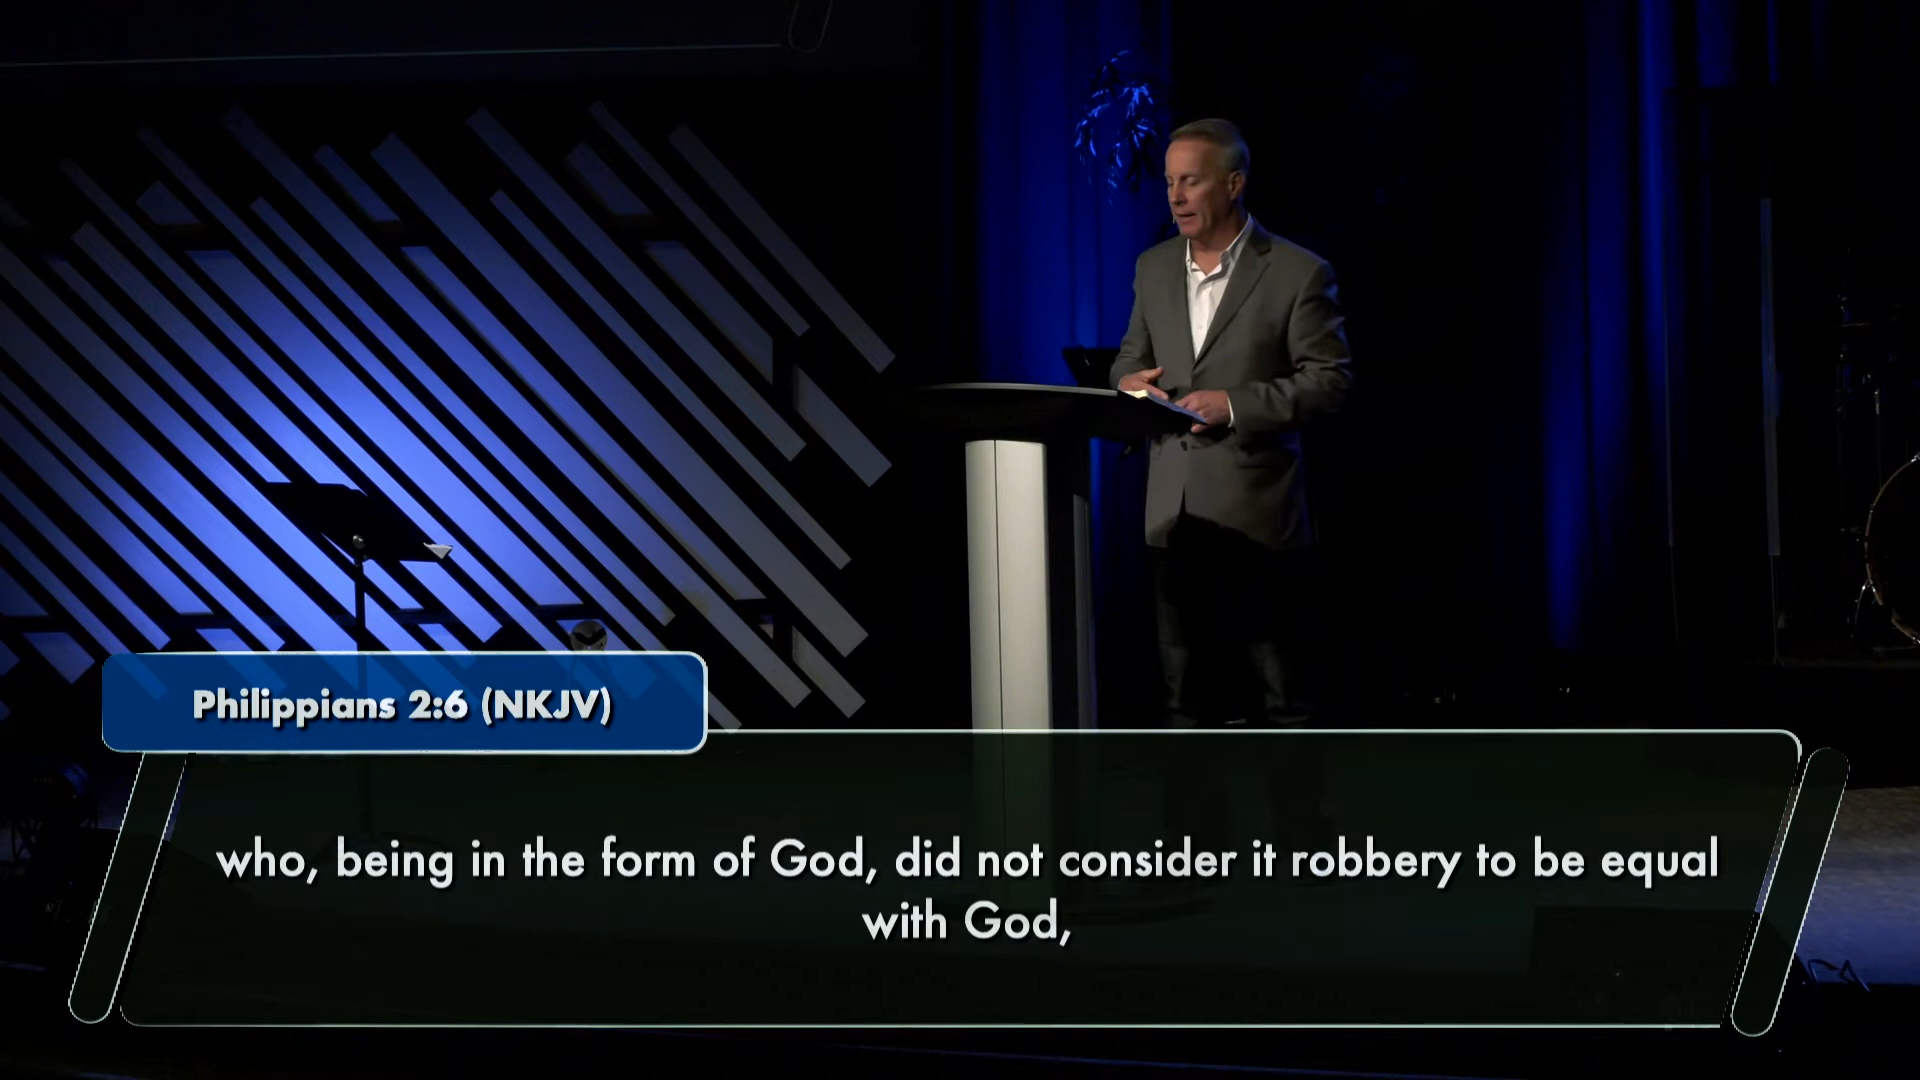 Philippians 2:6 (NKJV)
who, being in the form of God, did not consider it robbery to be equal
with God,